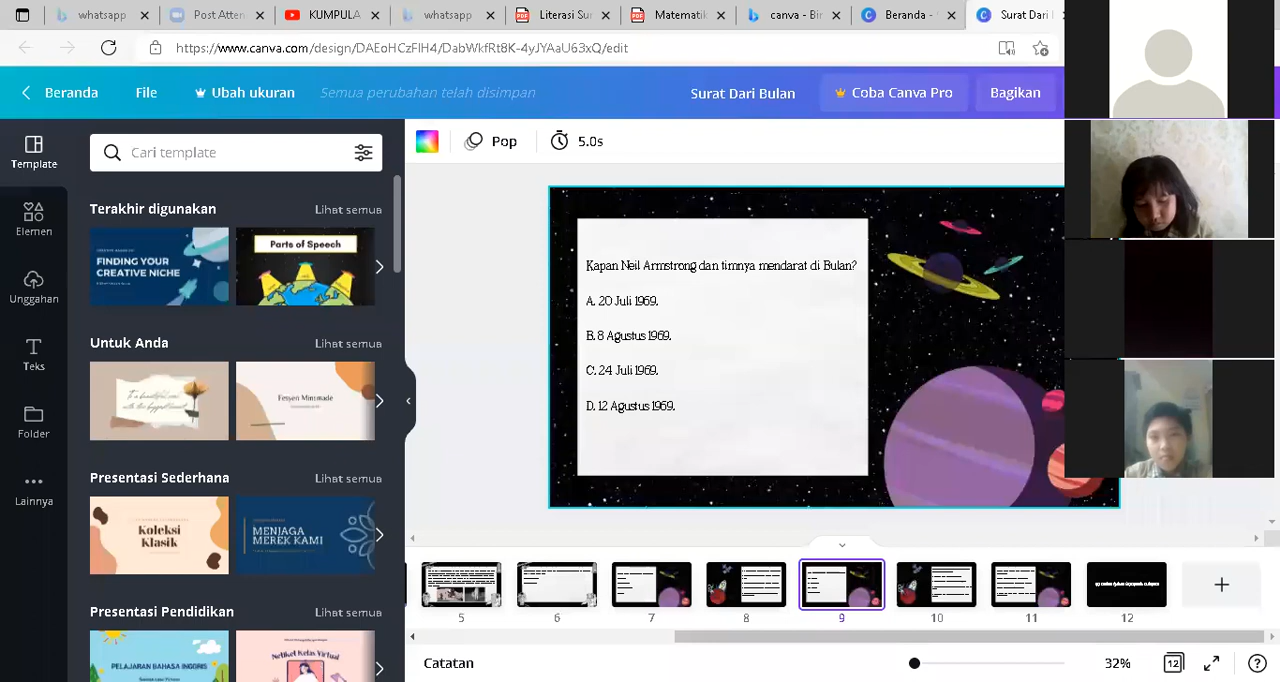 whatsapp
Post Atten
KUMPULA
whatsapp
Literasi Su
Matematik
canva - Bir
Beranda -
Surat Dari
https://www.canva.com/design/DAEoHCzFlH4/DabWkfRt8K-4yJYAaU63xQ/edit
Beranda
File
Ubah ukuran
Semua perubahan telah disimpan
Surat Dari Bulan
Coba Canva Pro
Bagikan
Template
Elemen
Unggahan
Teks
Folder
Lainnya
Cari template
Terakhir digunakan
Lihat semua
FINDING YOUR
CREATIVE NICHE
Parts of Speech
Untuk Anda
Lihat semua
Presentasi Sederhana
Lihat semua
Koleksi
Klasik
MENJAGA
MEREK KAMI
Presentasi Pendidikan
Lihat semua
PELAJARAN BAHASA INGGRIS
Netiket Kelas Virtual
Pop
5.0s
Kapan Neil Armstrong dan timnya mendarat di Bulan?
A. 20 Juli 1969.
B. 8 Agustus 1969.
C. 24 Juli 1969.
D. 12 Agustus 1969.
5
6
7
8
9
10
11
12
Catatan
32%
12